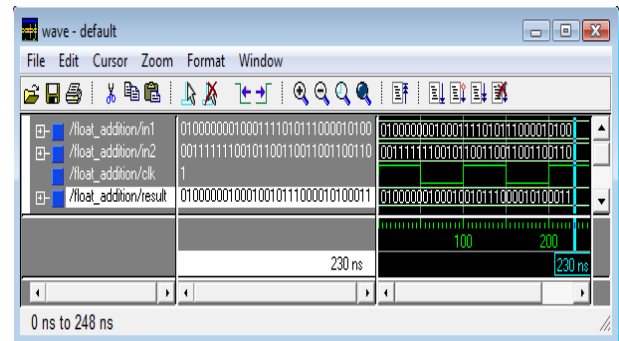 wave - default
File Edit Cursor Zoom Format Window
/float_addition/in1 01000000010001111010111000010100 01000000010001111010111000010100
/float_addition/in2 00111111100101100110011001100110 00111111100101100110011001100110
/float_addition/clk 1
/float_addition/result 01000000100010010111000010100011 01000000100010010111000010100011
100 200
230 ns 230 ns
0 ns to 248 ns